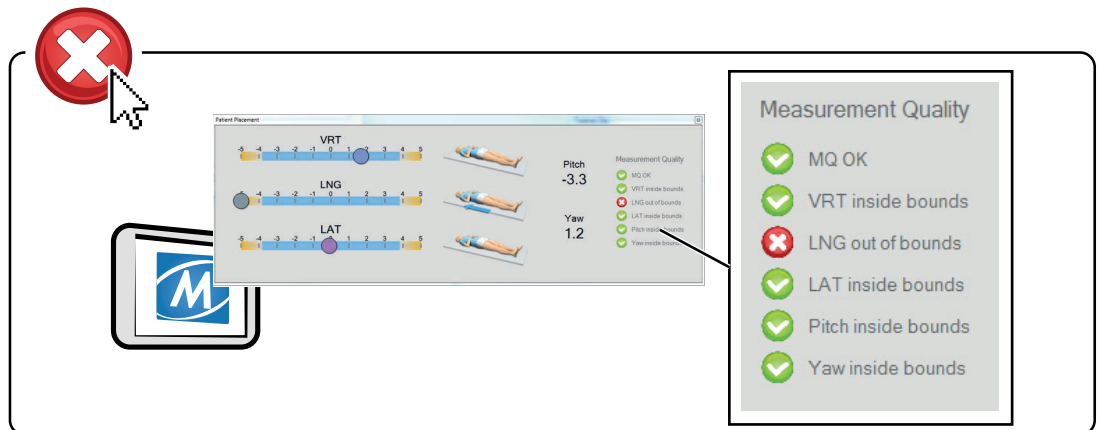 Patient Placement
VRT
-5 -4 -3 -2 -1 0 1 2 3 4 5
LNG
-5 -4 -3 -2 -1 0 1 2 3 4 5
LAT
-5 -4 -3 -2 -1 0 1 2 3 4 5
Pitch
-3.3
Yaw
1.2
Measurement Quality
MQ OK
VRT inside bounds
LNG out of bounds
LAT inside bounds
Pitch inside bounds
Yaw inside bounds
M
Measurement Quality
MQ OK
VRT inside bounds
LNG out of bounds
LAT inside bounds
Pitch inside bounds
Yaw inside bounds